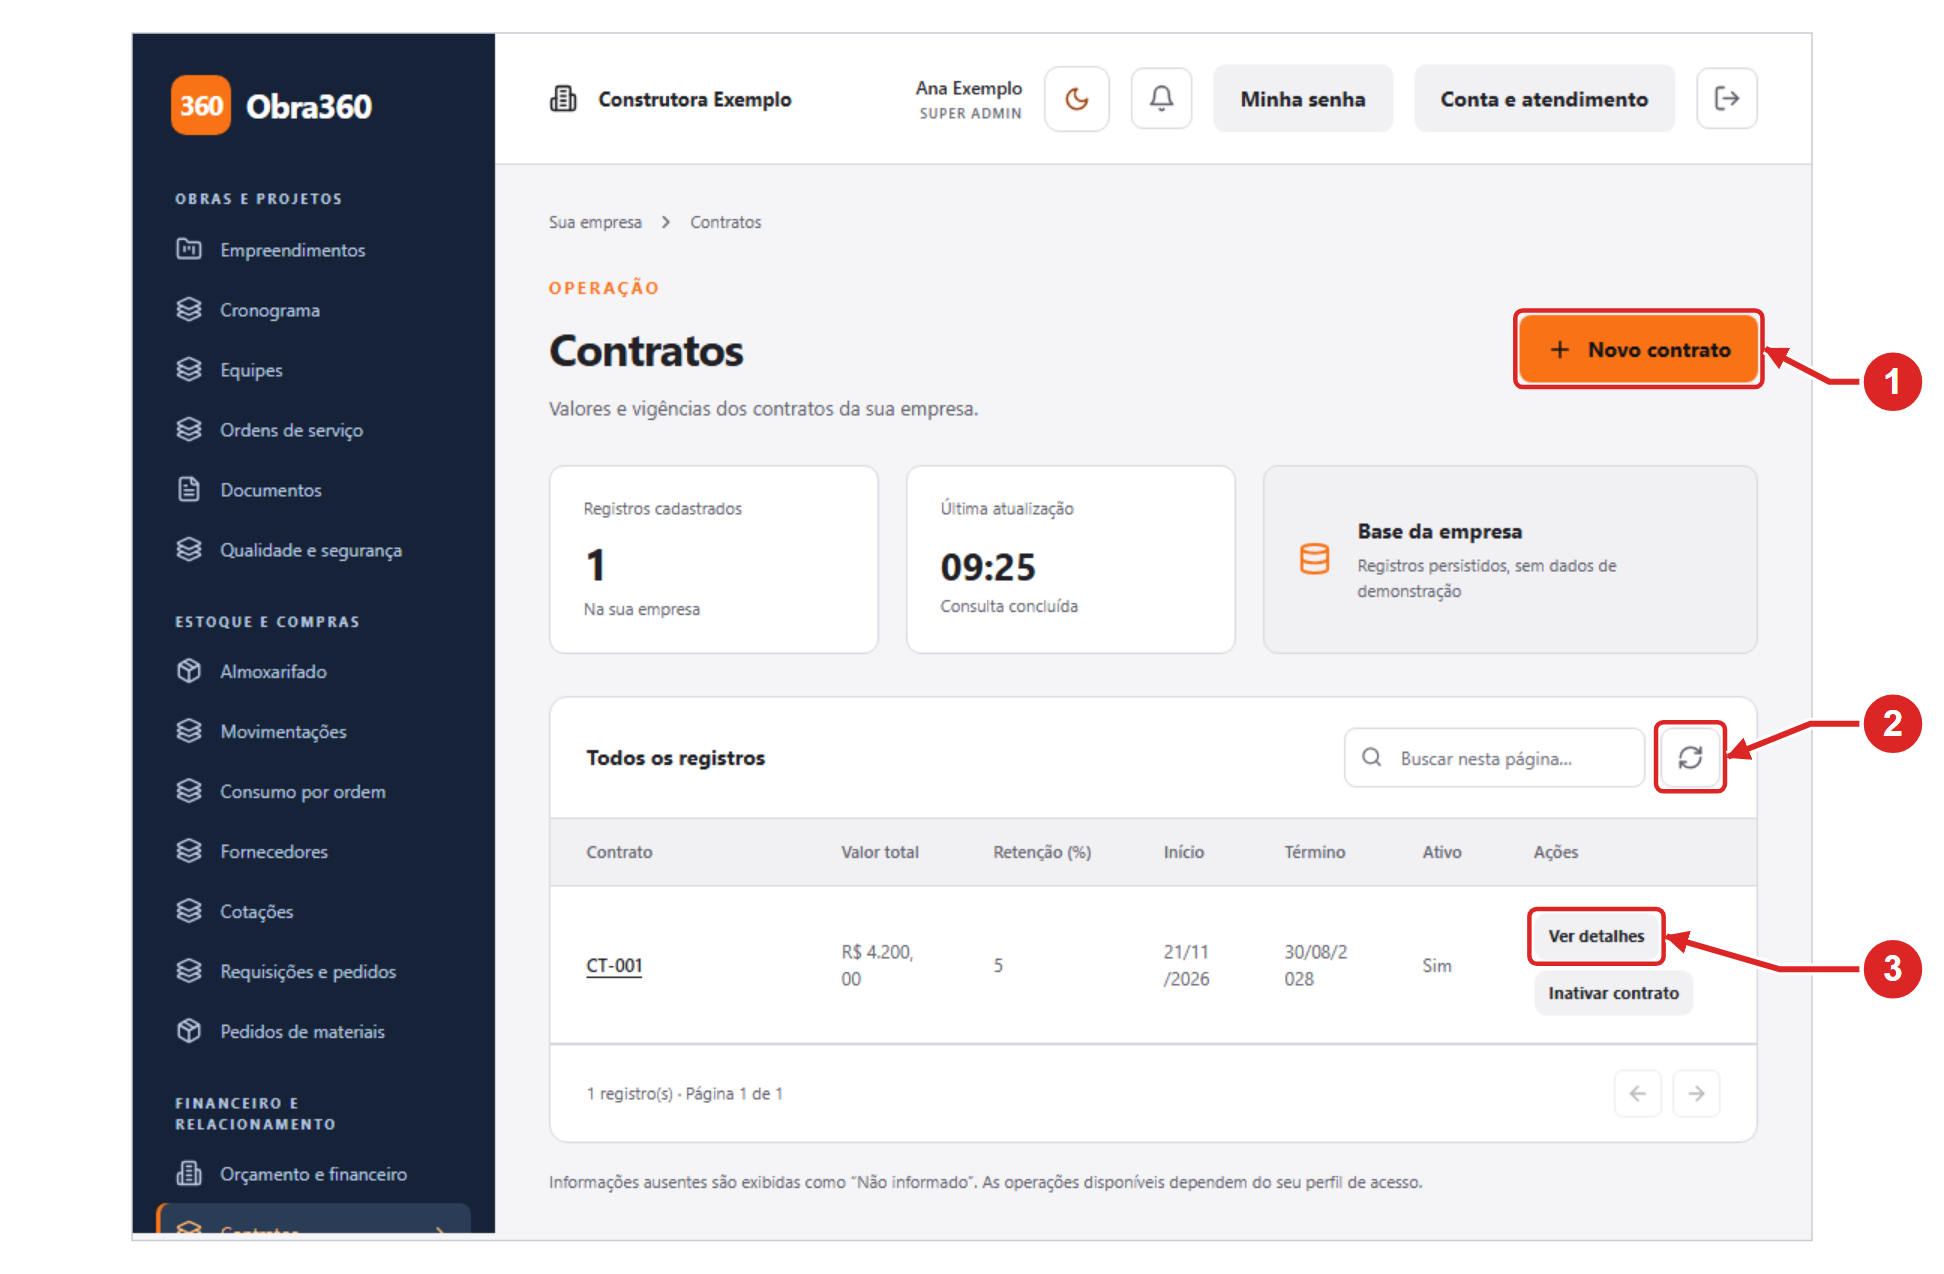 360 Obra360
OBRAS E PROJETOS
Empreendimentos
Cronograma
Equipes
Ordens de serviço
Documentos
Qualidade e segurança
ESTOQUE E COMPRAS
Almoxarifado
Movimentações
Consumo por ordem
Fornecedores
Cotações
Requisições e pedidos
Pedidos de materiais
FINANCEIRO E
RELACIONAMENTO
Orçamento e financeiro
Contratos
Construtora Exemplo
Ana Exemplo
SUPER ADMIN
Minha senha
Conta e atendimento
Sua empresa > Contratos
OPERAÇÃO
Contratos
Valores e vigências dos contratos da sua empresa.
+ Novo contrato
1
Registros cadastrados
1
Na sua empresa
Última atualização
09:25
Consulta concluída
Base da empresa
Registros persistidos, sem dados de
demonstração
Todos os registros
Buscar nesta página...
2
Contrato Valor total Retenção (%) Início Término Ativo Ações
CT-001
R$ 4.200,
00
5
21/11
/2026
30/08/2
028
Sim
Ver detalhes
3
Inativar contrato
1 registro(s) · Página 1 de 1
Informações ausentes são exibidas como "Não informado". As operações disponíveis dependem do seu perfil de acesso.